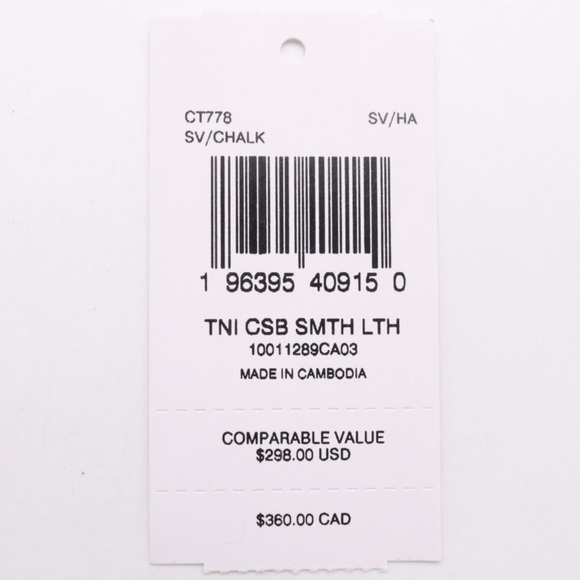 CT778 SV/HA
SV/CHALK
1 96395 40915 0
TNI CSB SMTH LTH
10011289CA03
MADE IN CAMBODIA
COMPARABLE VALUE
$298.00 USD
$360.00 CAD